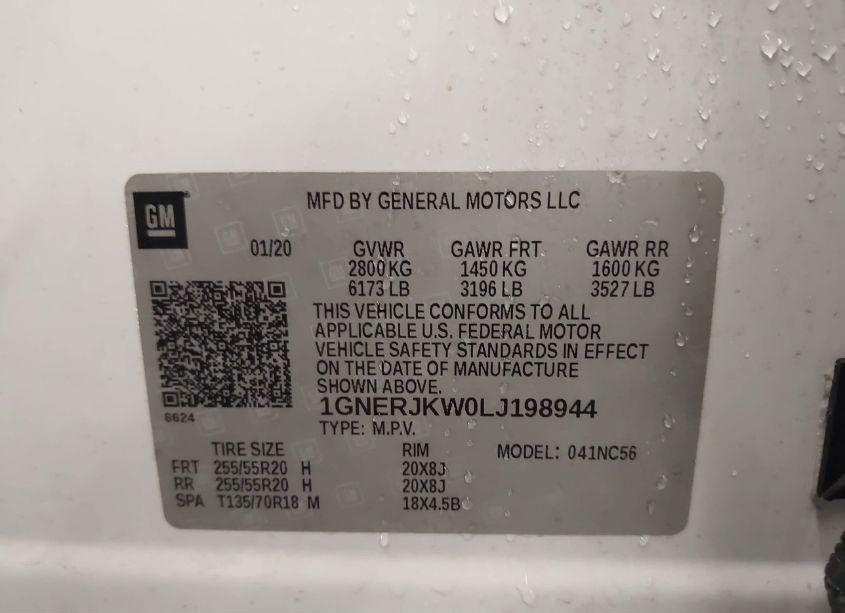 GM
MFD BY GENERAL MOTORS LLC
01/20 GVWR GAWR FRT GAWR RR
2800 KG 1450 KG 1600 KG
6173 LB 3196 LB 3527 LB
THIS VEHICLE CONFORMS TO ALL
APPLICABLE U.S. FEDERAL MOTOR
VEHICLE SAFETY STANDARDS IN EFFECT
ON THE DATE OF MANUFACTURE
SHOWN ABOVE.
1GNERJKW0LJ198944
8624
TYPE: M.P.V.
TIRE SIZE RIM MODEL: 041NC56
FRT 255/55R20 H 20X8J
RR 255/55R20 H 20X8J
SPA T135/70R18 M 18X4.5B